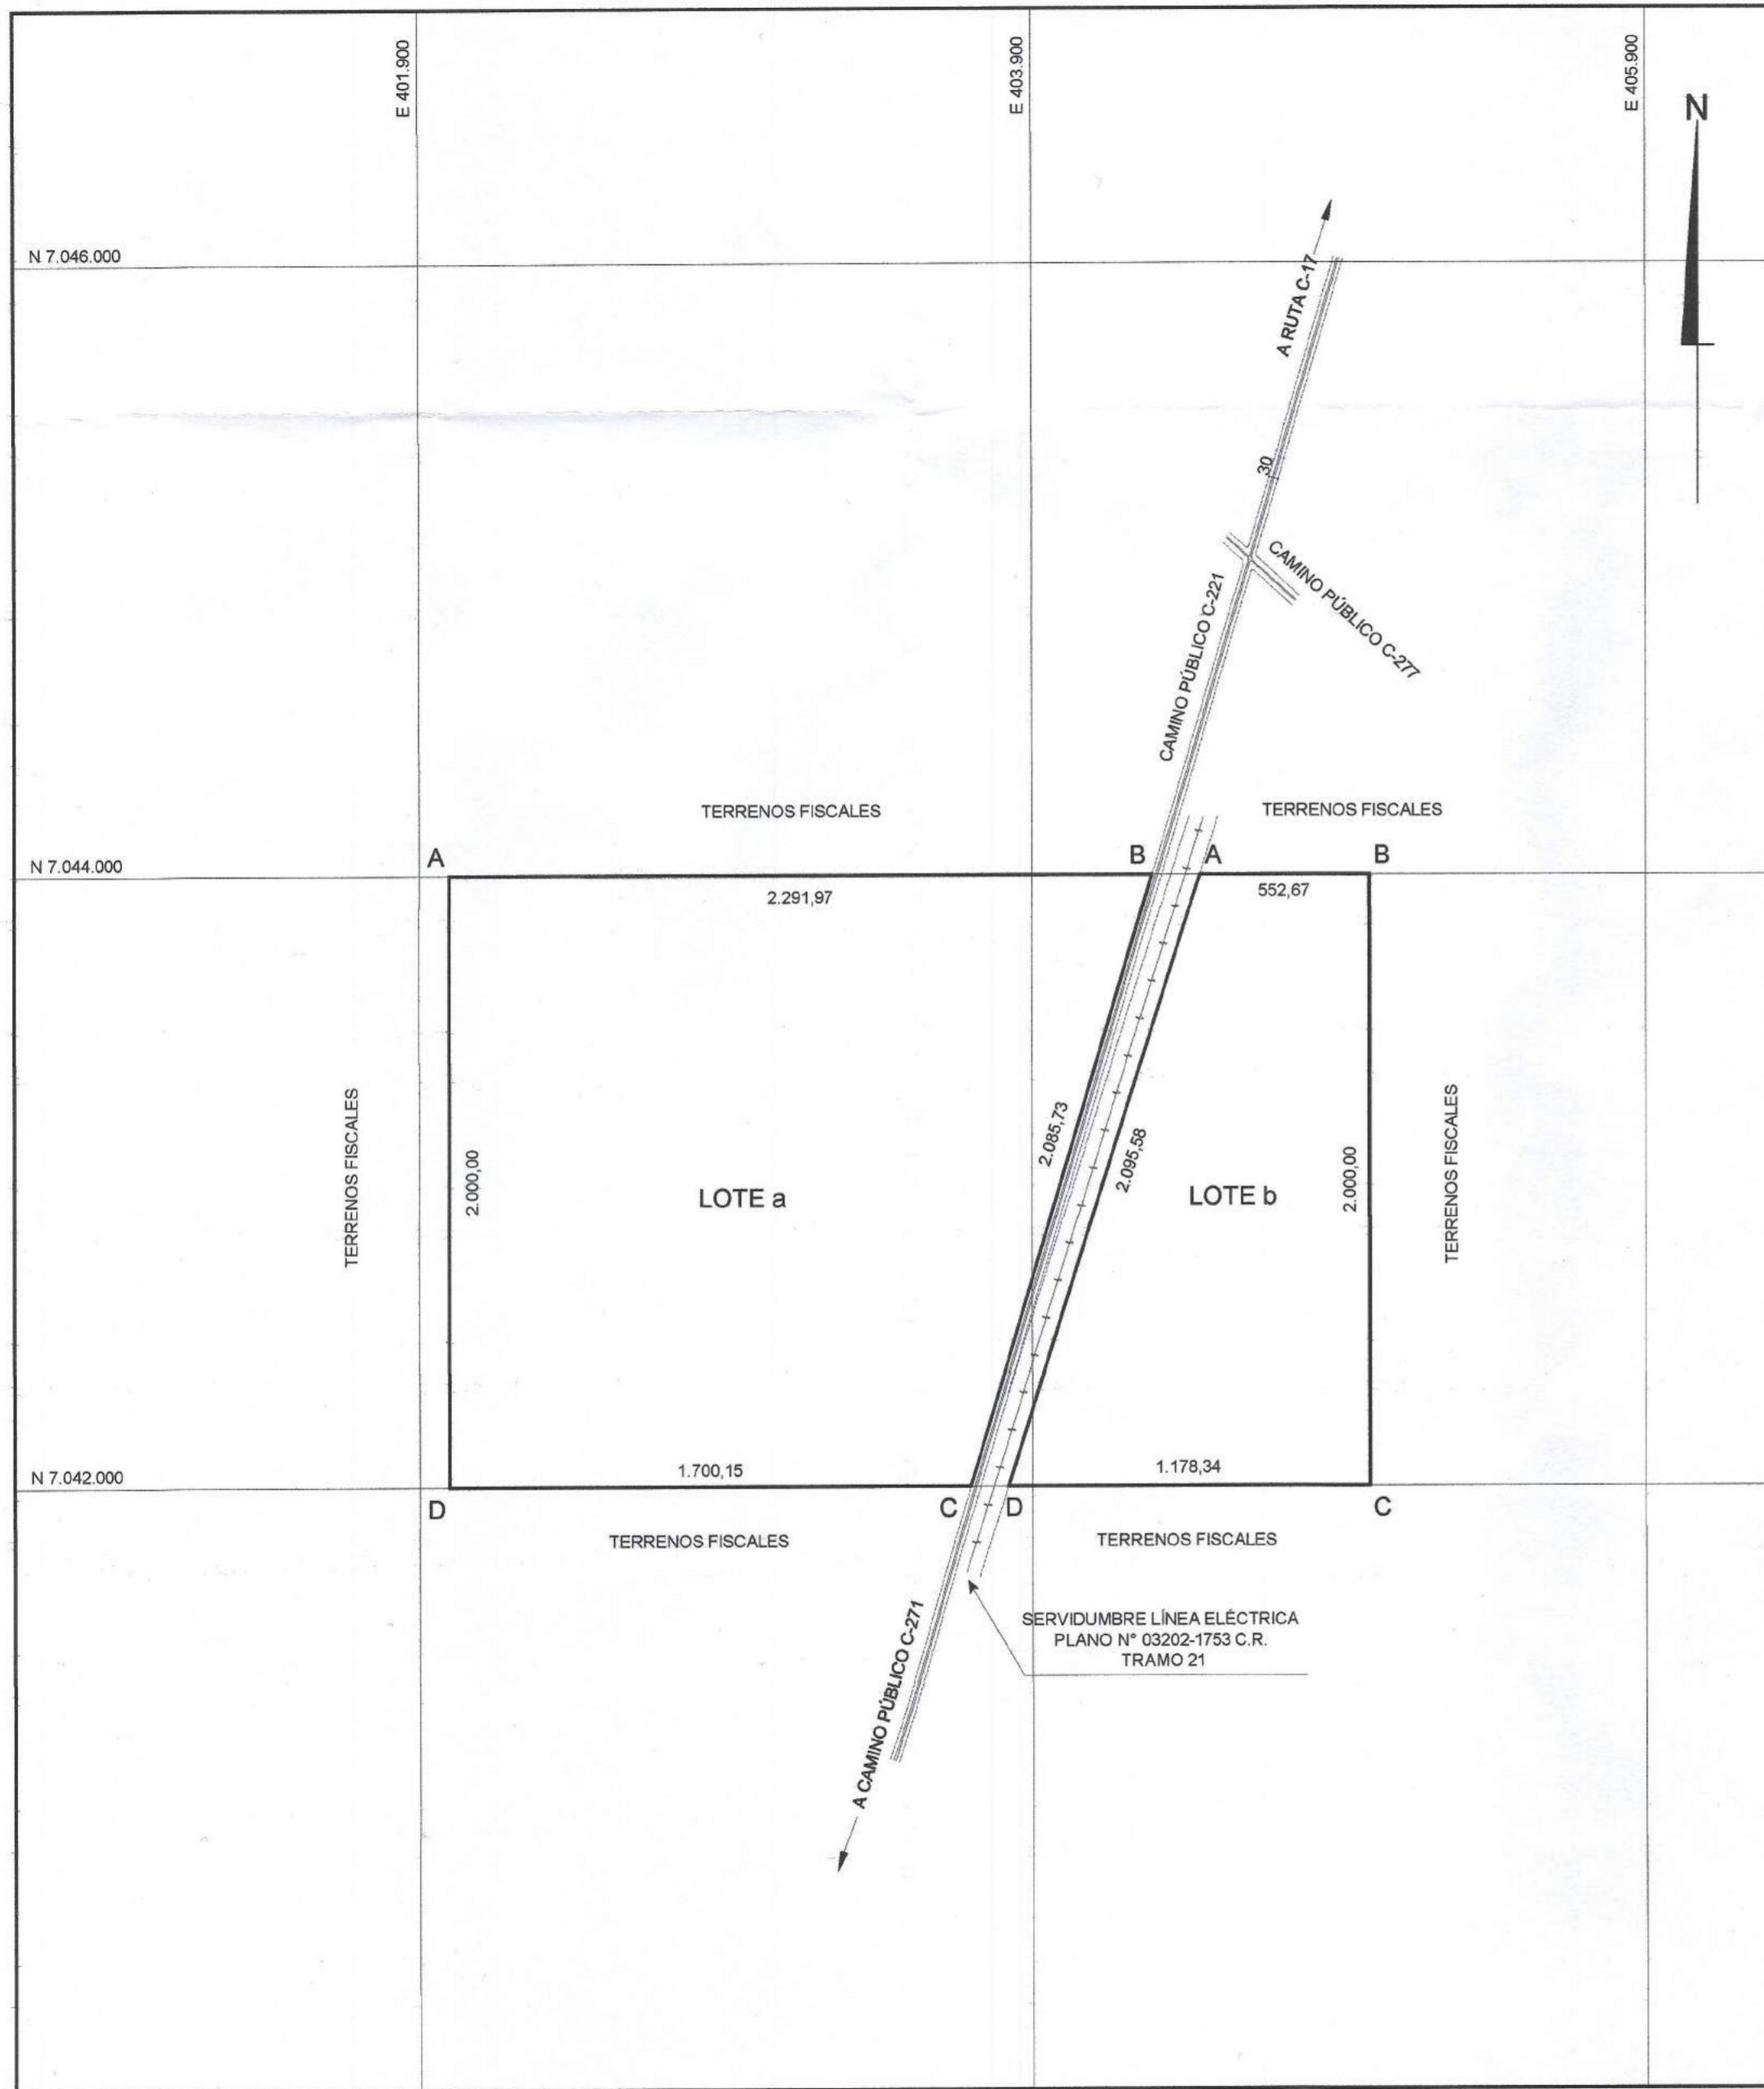 E 401.900
E 403.900
E 405.900
N
N 7.046.000
A RUTA C-17
30
CAMINO PÚBLICO C-277
CAMINO PÚBLICO C-221
TERRENOS FISCALES
TERRENOS FISCALES
N 7.044.000
A
B
A
B
2.291,97
552,67
TERRENOS FISCALES
2.000,00
LOTE a
2.085,73
2.095,58
LOTE b
2.000,00
TERRENOS FISCALES
N 7.042.000
1.700,15
1.178,34
D
C
D
C
TERRENOS FISCALES
TERRENOS FISCALES
SERVIDUMBRE LÍNEA ELÉCTRICA
PLANO N° 03202-1753 C.R.
TRAMO 21
A CAMINO PÚBLICO C-271